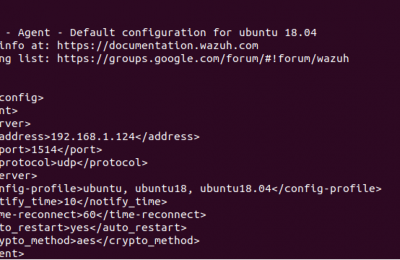 - Agent - Default configuration for ubuntu 18.04
info at: https://documentation.wazuh.com
ng list: https://groups.google.com/forum/#!forum/wazuh
config>
nt>
rver>
address>192.168.1.124</address>
port>1514</port>
protocol>udp</protocol>
server>
nfig-profile>ubuntu, ubuntu18, ubuntu18.04</config-profile>
tify_time>10</notify_time>
me-reconnect>60</time-reconnect>
to_restart>yes</auto_restart>
ypto_method>aes</crypto_method>
ent>